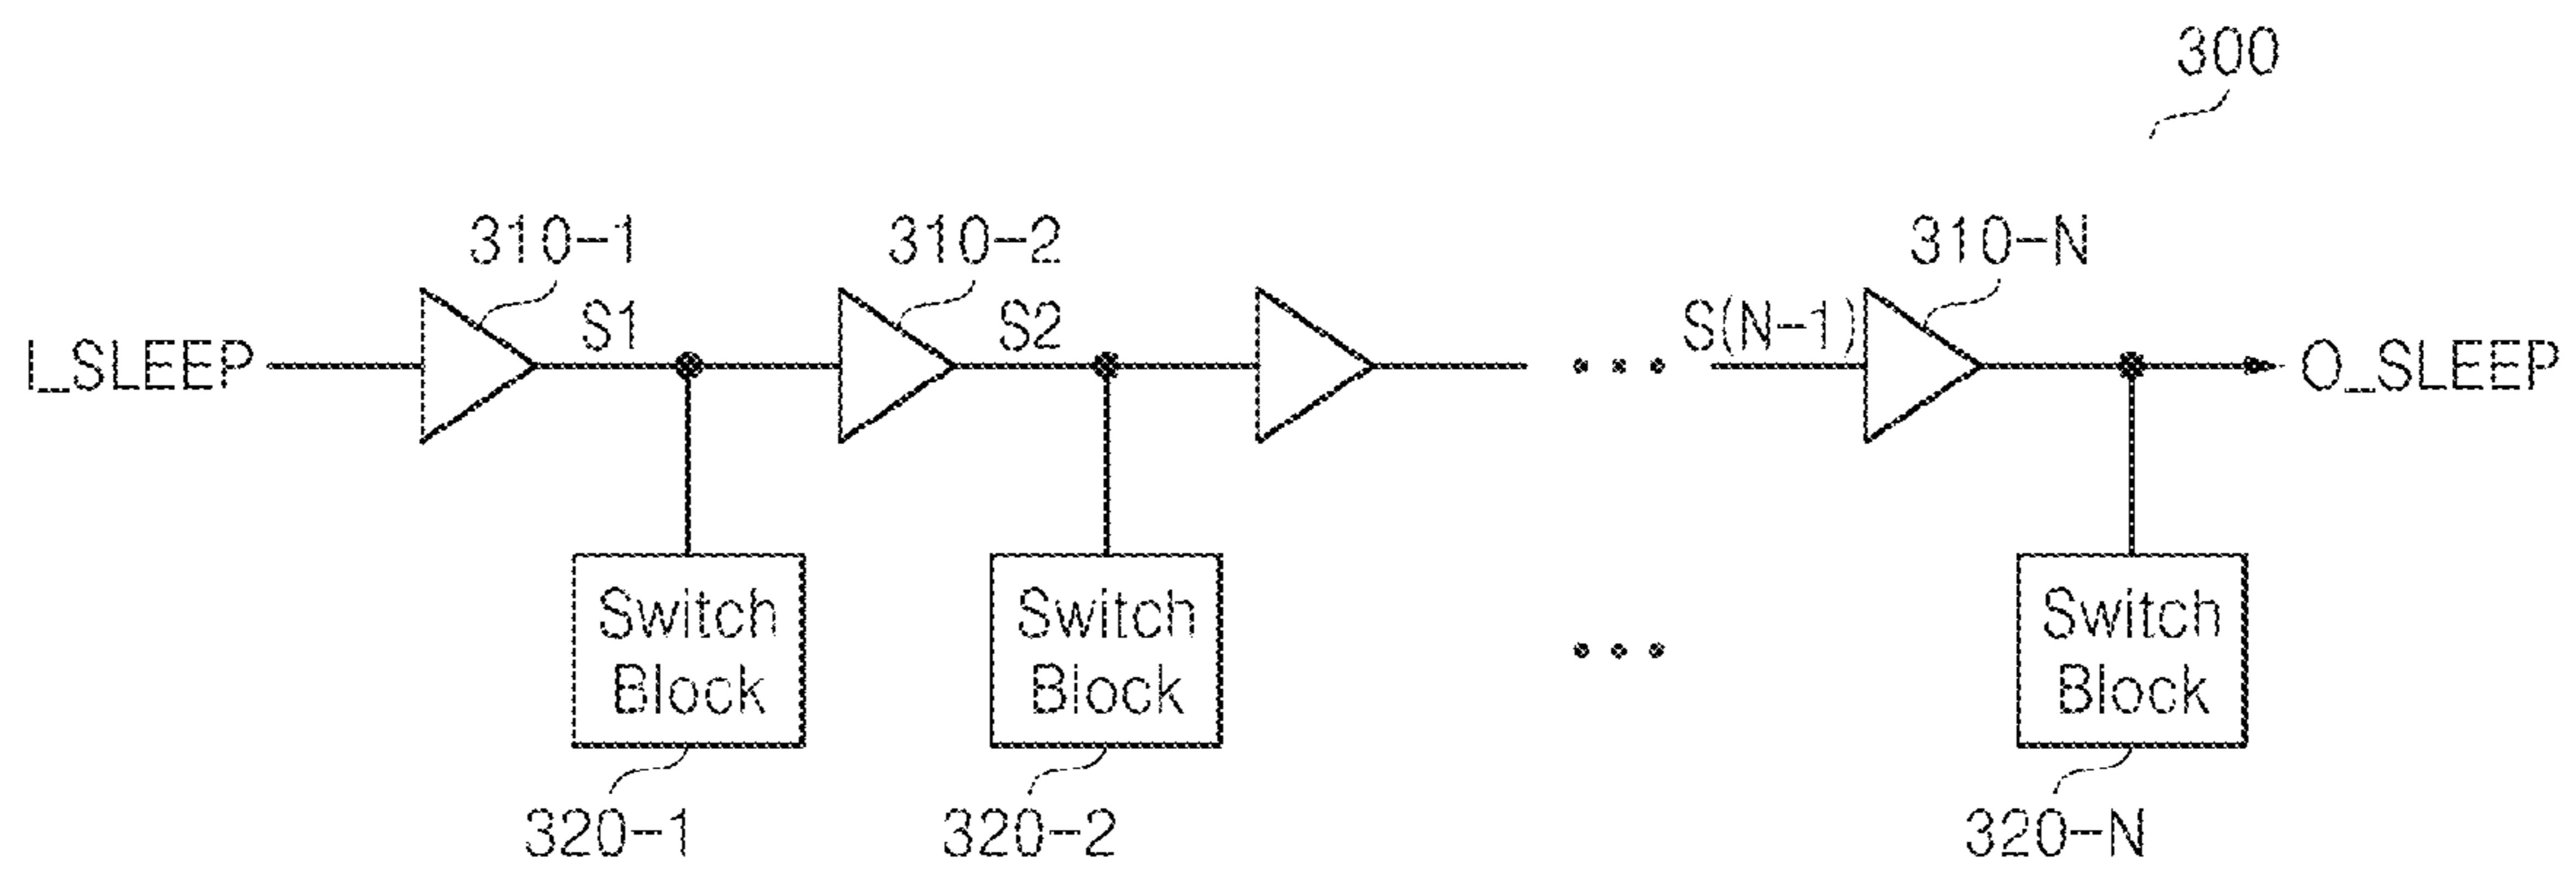 300
310-1
310-2
310-N
I_SLEEP
S1
S2
S(N-1)
O_SLEEP
Switch
Block
Switch
Block
Switch
Block
320-1
320-2
320-N